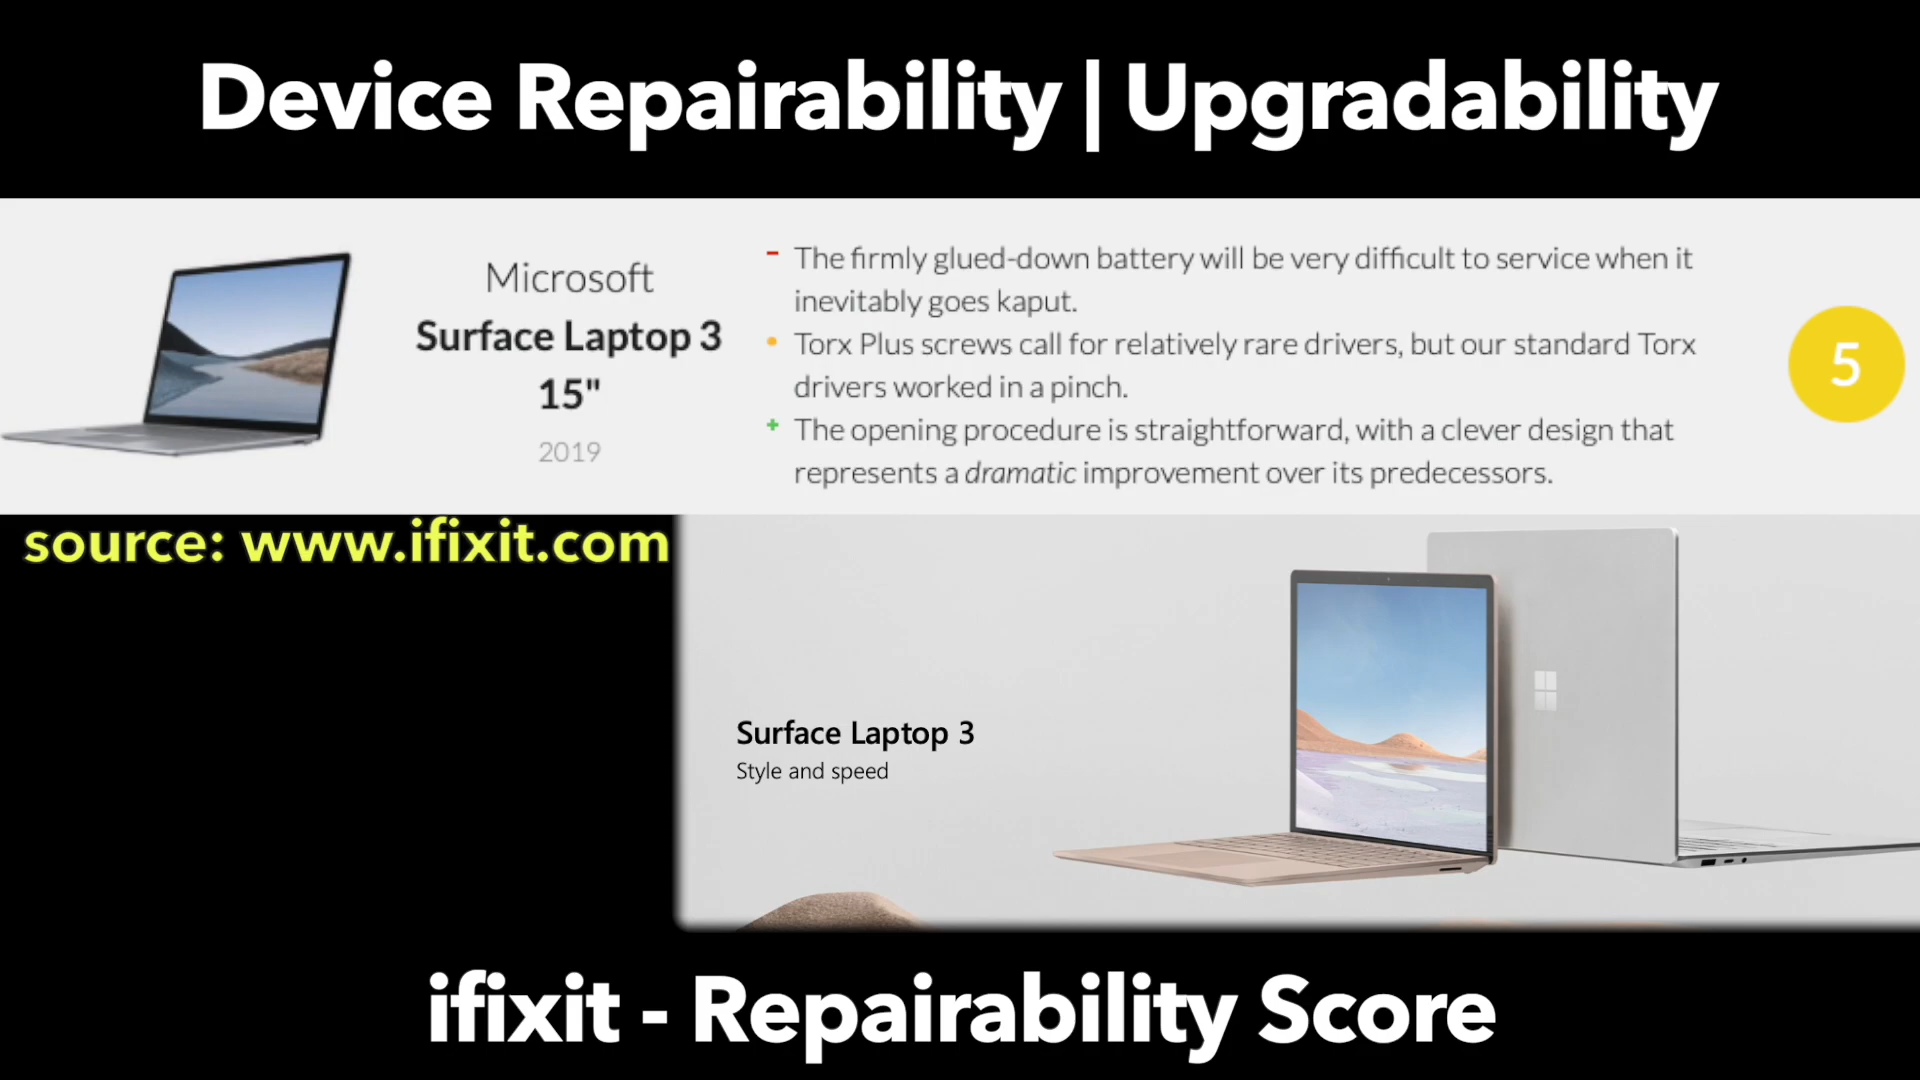 Device Repairability | Upgradability
Microsoft
Surface Laptop 3
15"
2019
- The firmly glued-down battery will be very difficult to service when it
inevitably goes kaput.
• Torx Plus screws call for relatively rare drivers, but our standard Torx
drivers worked in a pinch.
+ The opening procedure is straightforward, with a clever design that
represents a dramatic improvement over its predecessors.
5
source: www.ifixit.com
Surface Laptop 3
Style and speed
ifixit - Repairability Score